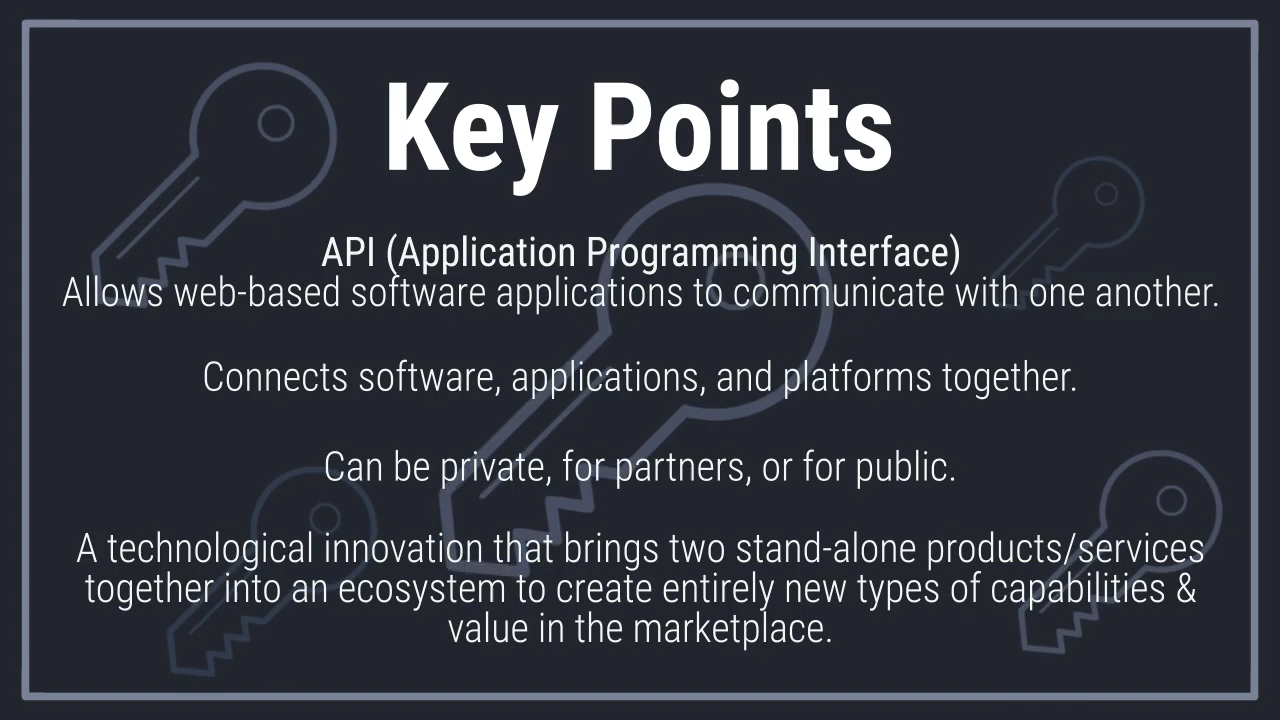 Key Points
API (Application Programming Interface)
Allows web-based software applications to communicate with one another.
Connects software, applications, and platforms together.
Can be private, for partners, or for public.
A technological innovation that brings two stand-alone products/services
together into an ecosystem to create entirely new types of capabilities &
value in the marketplace.